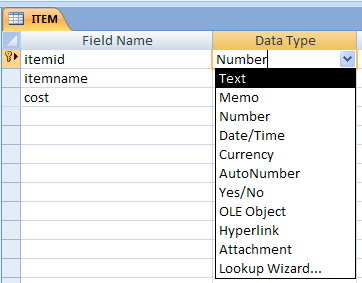 ITEM
Field Name Data Type
itemid Number
itemname
cost
Text
Memo
Number
Date/Time
Currency
AutoNumber
Yes/No
OLE Object
Hyperlink
Attachment
Lookup Wizard...